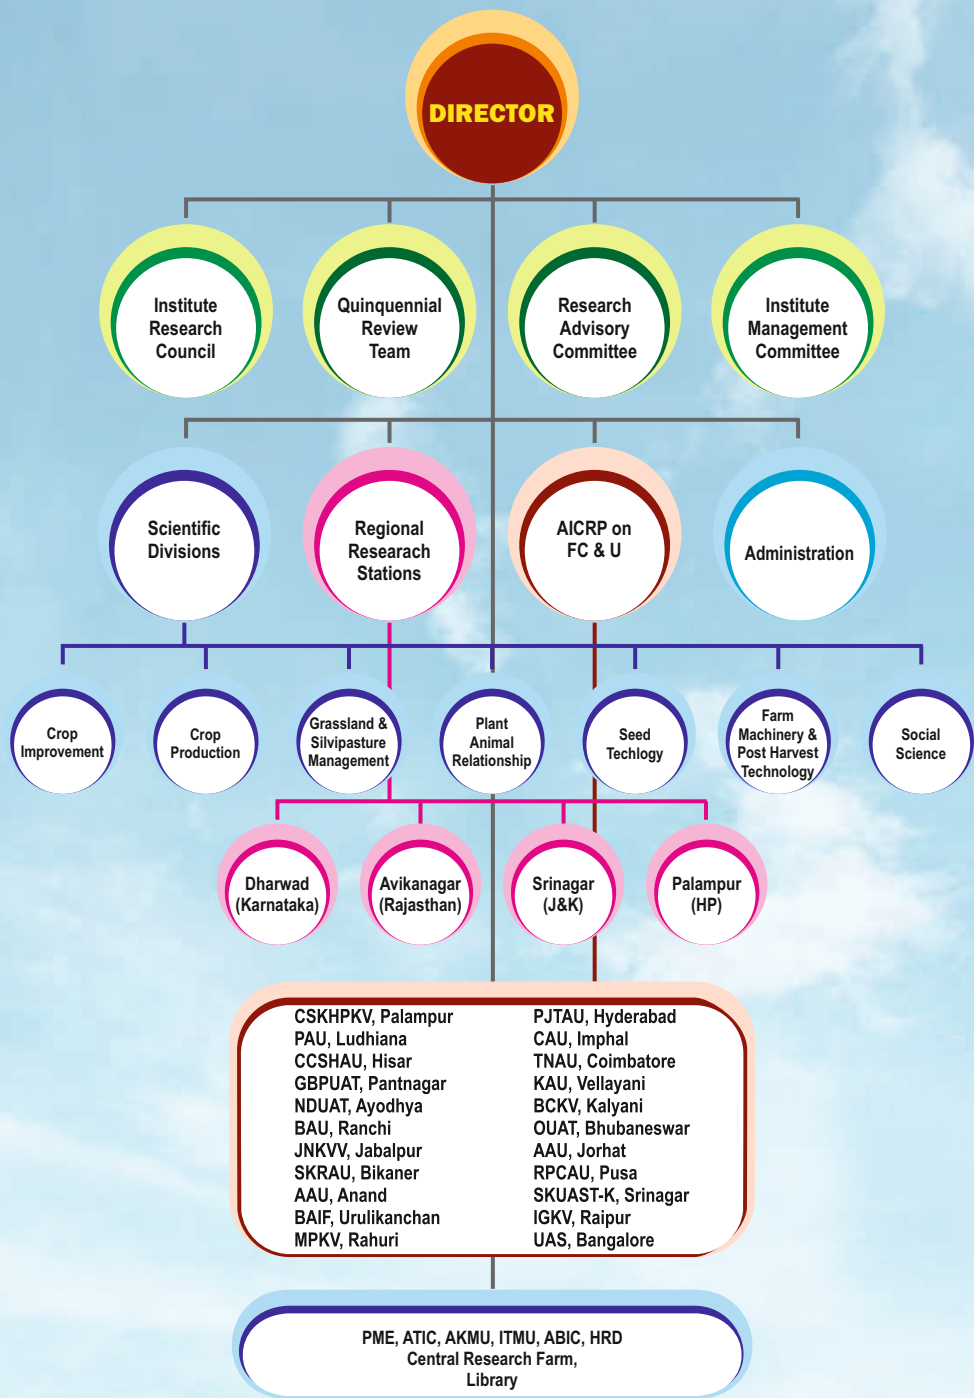 DIRECTOR
Institute
Research
Council
Quinquennial
Review
Team
Research
Advisory
Committee
Institute
Management
Committee
Scientific
Divisions
Regional
Researach
Stations
AICRP on
FC & U
Administration
Crop
Improvement
Crop
Production
Grassland &
Silvipasture
Management
Plant
Animal
Relationship
Seed
Techlogy
Farm
Machinery &
Post Harvest
Technology
Social
Science
Dharwad
(Karnataka)
Avikanagar
(Rajasthan)
Srinagar
(J&K)
Palampur
(HP)
CSKHPKV, Palampur
PAU, Ludhiana
CCSHAU, Hisar
GBPUAT, Pantnagar
NDUAT, Ayodhya
BAU, Ranchi
JNKVV, Jabalpur
SKRAU, Bikaner
AAU, Anand
BAIF, Urulikanchan
MPKV, Rahuri
PJTAU, Hyderabad
CAU, Imphal
TNAU, Coimbatore
KAU, Vellayani
BCKV, Kalyani
OUAT, Bhubaneswar
AAU, Jorhat
RPCAU, Pusa
SKUAST-K, Srinagar
IGKV, Raipur
UAS, Bangalore
PME, ATIC, AKMU, ITMU, ABIC, HRD
Central Research Farm,
Library